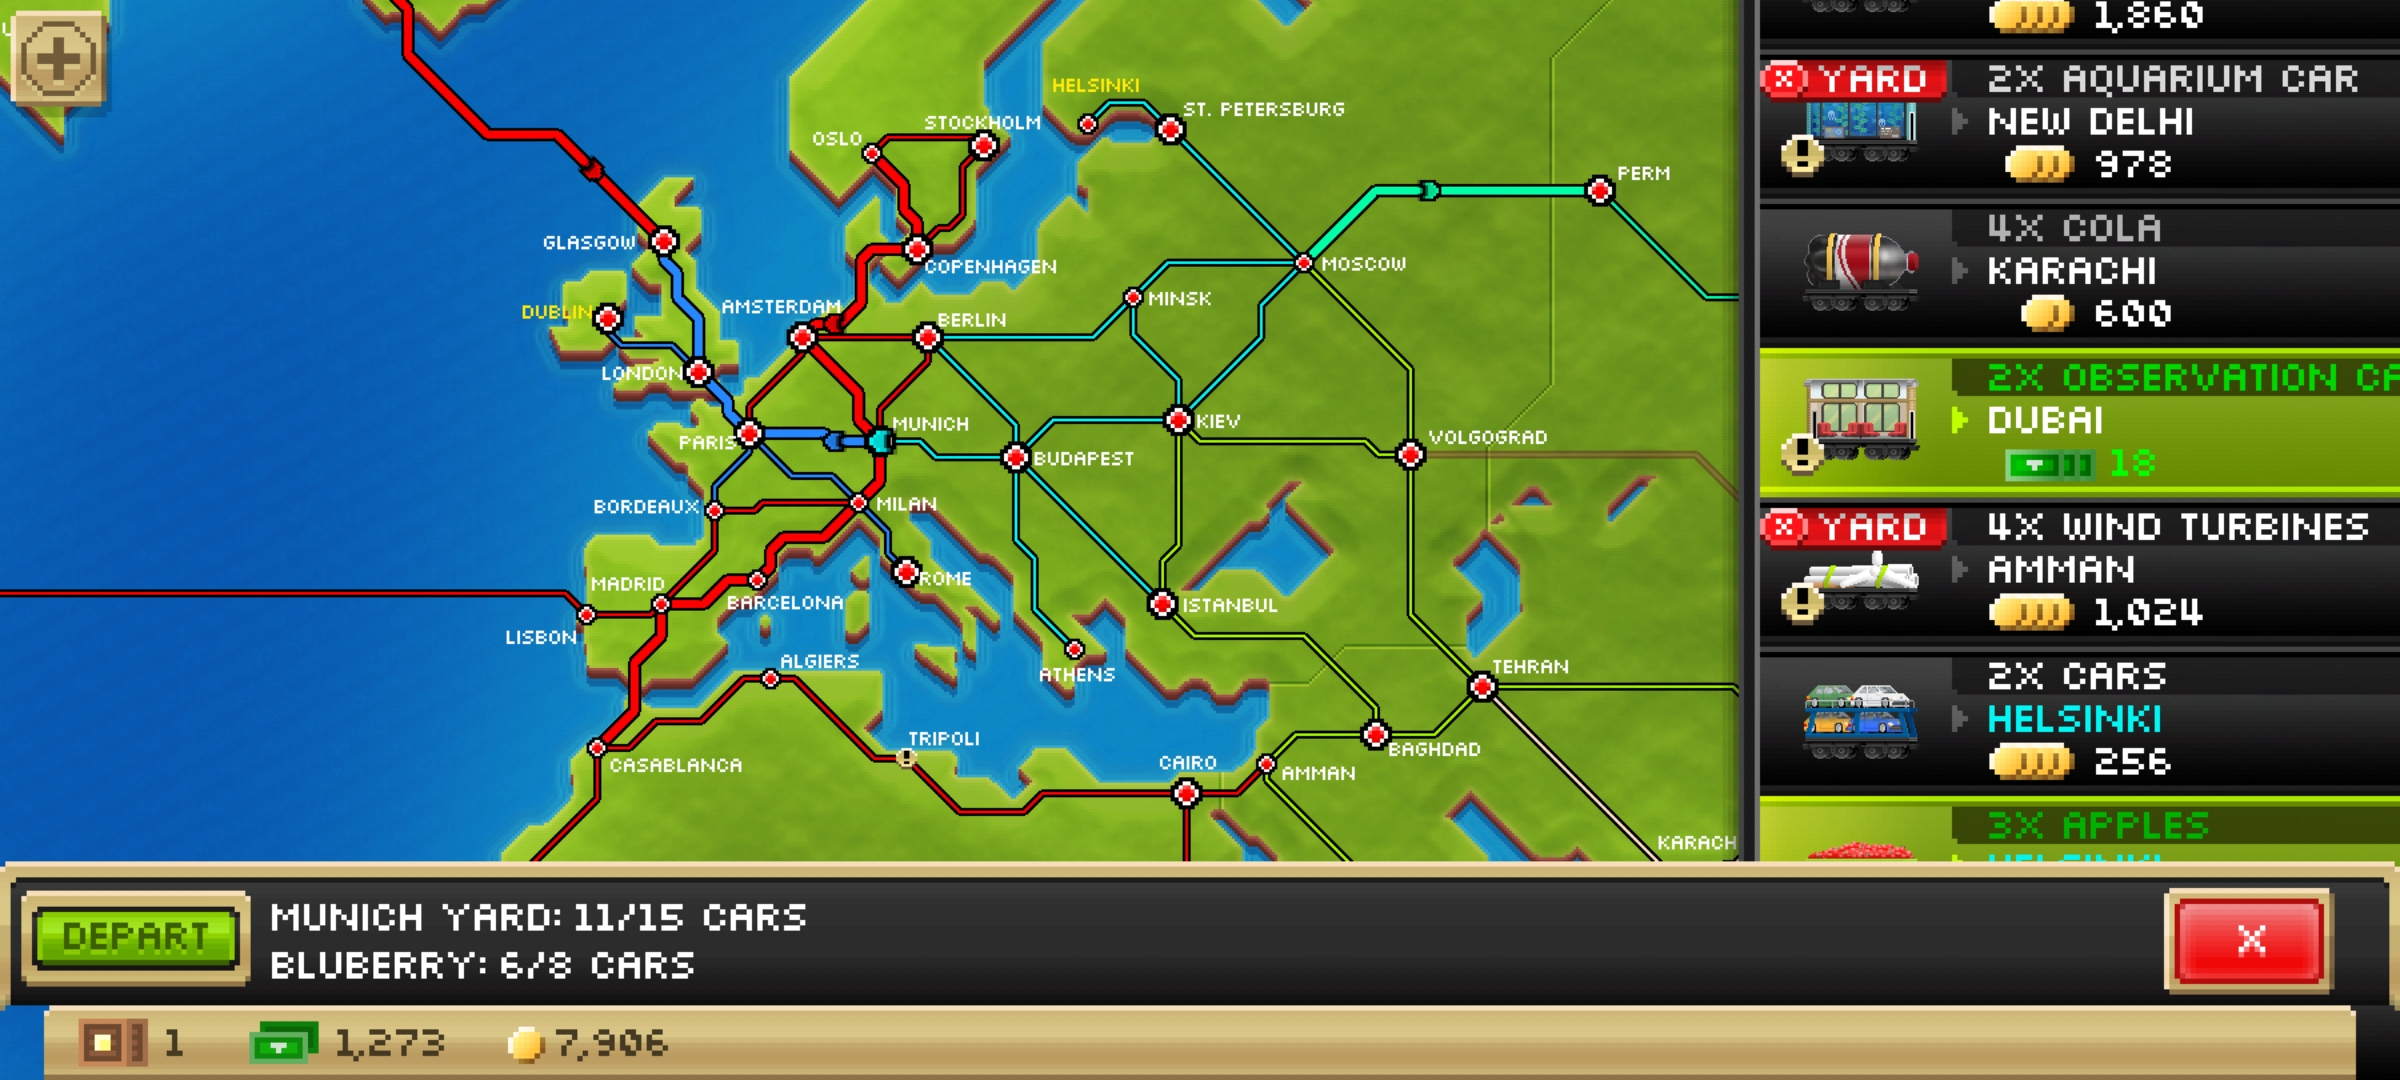 HELSINKI
ST. PETERSBURG
STOCKHOLM
OSLO
PERM
GLASGOW
COPENHAGEN
MOSCOW
MINSK
DUBLIN
AMSTERDAM
BERLIN
LONDON
MUNICH
KIEV
PARIS
BUDAPEST
VOLGOGRAD
BORDEAUX
MILAN
MADRID
ROME
BARCELONA
ISTANBUL
LISBON
ALGIERS
ATHENS
TEHRAN
TRIPOLI
BAGHDAD
CASABLANCA
CAIRO
AMMAN
KARACH
1,860
YARD
2X AQUARIUM CAR
NEW DELHI
978
4X COLA
KARACHI
600
2X OBSERVATION CA
DUBAI
18
YARD
4X WIND TURBINES
AMMAN
1,024
2X CARS
HELSINKI
256
3X APPLES
HELSINKI
DEPART
MUNICH YARD: 11/15 CARS
BLUBERRY: 6/8 CARS
X
1
1,273
7,906